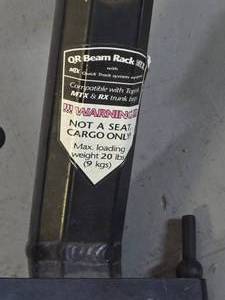 QR Beam Rack MTX
with
MTX Quick Track system
Compatible with Topeak
MTX & RX trunk
!!! WARNING!!!
NOT A SEAT,
CARGO ONLY!
Max. loading
weight 20 lbs
(9 kgs)